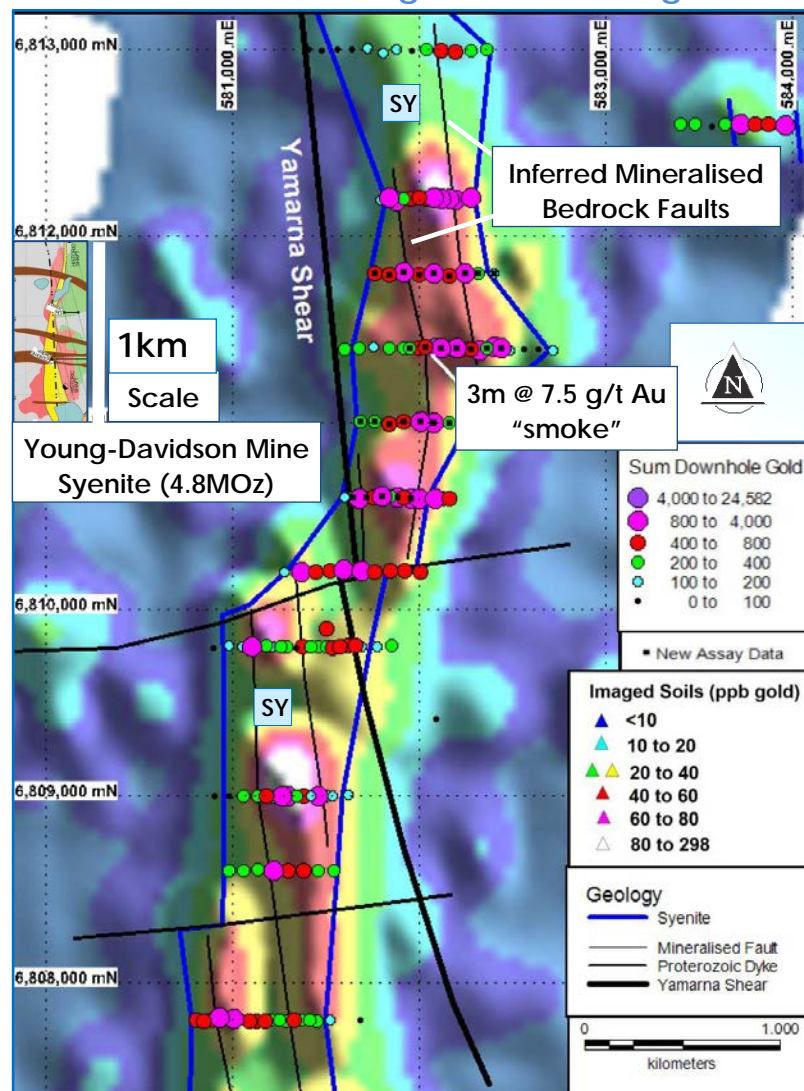 6,813,000 mN
581,000.mE
583,000.mE
584,000.mE
SY
Yamarna Shear
Inferred Mineralised
Bedrock Faults
6,812,000 mN
1km
Scale
3m @ 7.5 g/t Au
“smoke”
N
Young-Davidson Mine
Syenite (4.8MOz)
Sum Downhole Gold
4,000 to 24,582
800 to 4,000
400 to 800
200 to 400
100 to 200
0 to 100
6,810,000 mN
New Assay Data
SY
Imaged Soils (ppb gold)
<10
10 to 20
20 to 40
40 to 60
60 to 80
80 to 298
6,809,000 mN
Geology
Syenite
Mineralised Fault
Proterozoic Dyke
Yamarna Shear
6,808,000 mN
0 1.000
kilometers